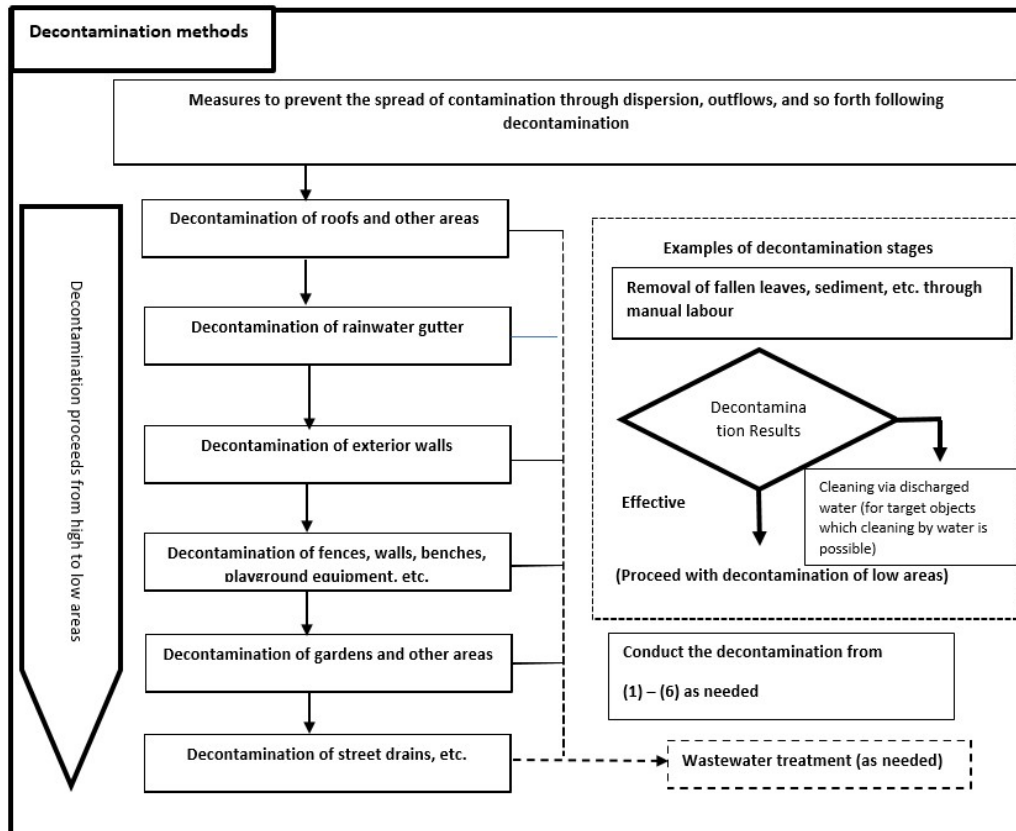 Decontamination methods
Measures to prevent the spread of contamination through dispersion, outflows, and so forth following
decontamination
Decontamination proceeds from high to low areas
Decontamination of roofs and other areas
Decontamination of rainwater gutter
Decontamination of exterior walls
Decontamination of fences, walls, benches,
playground equipment, etc.
Decontamination of gardens and other areas
Decontamination of street drains, etc.
Examples of decontamination stages
Removal of fallen leaves, sediment, etc. through
manual labour
Decontamina
tion Results
Effective
Cleaning via discharged
water (for target objects
which cleaning by water is
possible)
(Proceed with decontamination of low areas)
Conduct the decontamination from
(1) – (6) as needed
Wastewater treatment (as needed)